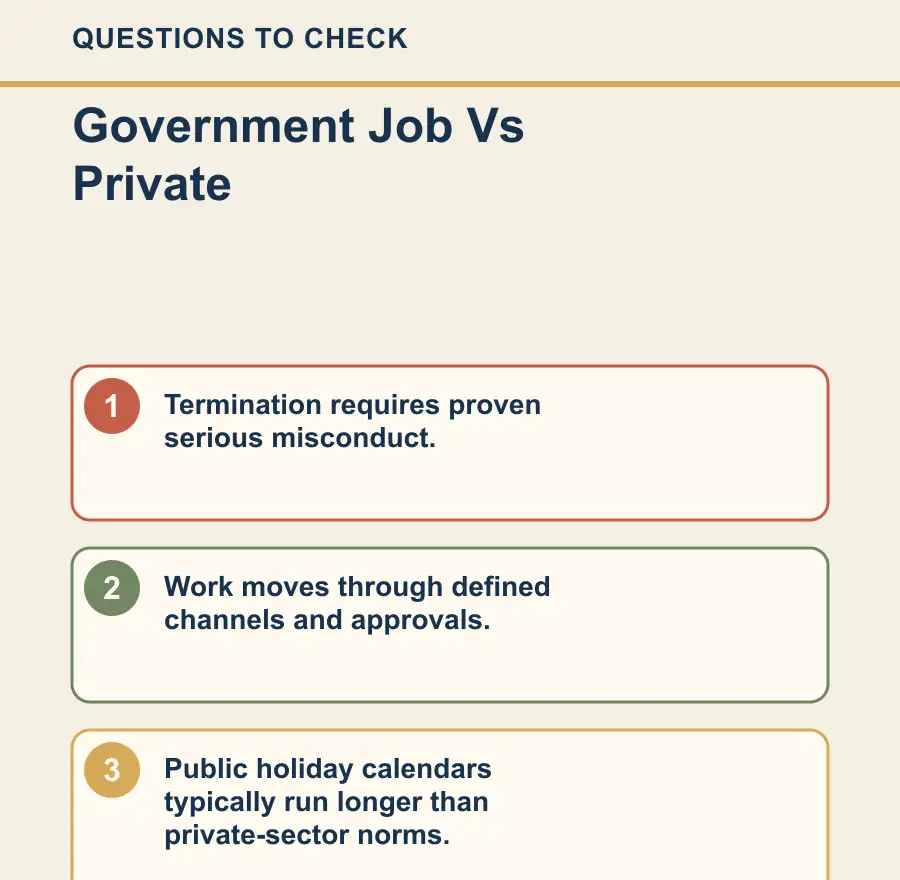 QUESTIONS TO CHECK
Government Job Vs
Private
1
Termination requires proven
serious misconduct.
2
Work moves through defined
channels and approvals.
3
Public holiday calendars
typically run longer than
private-sector norms.